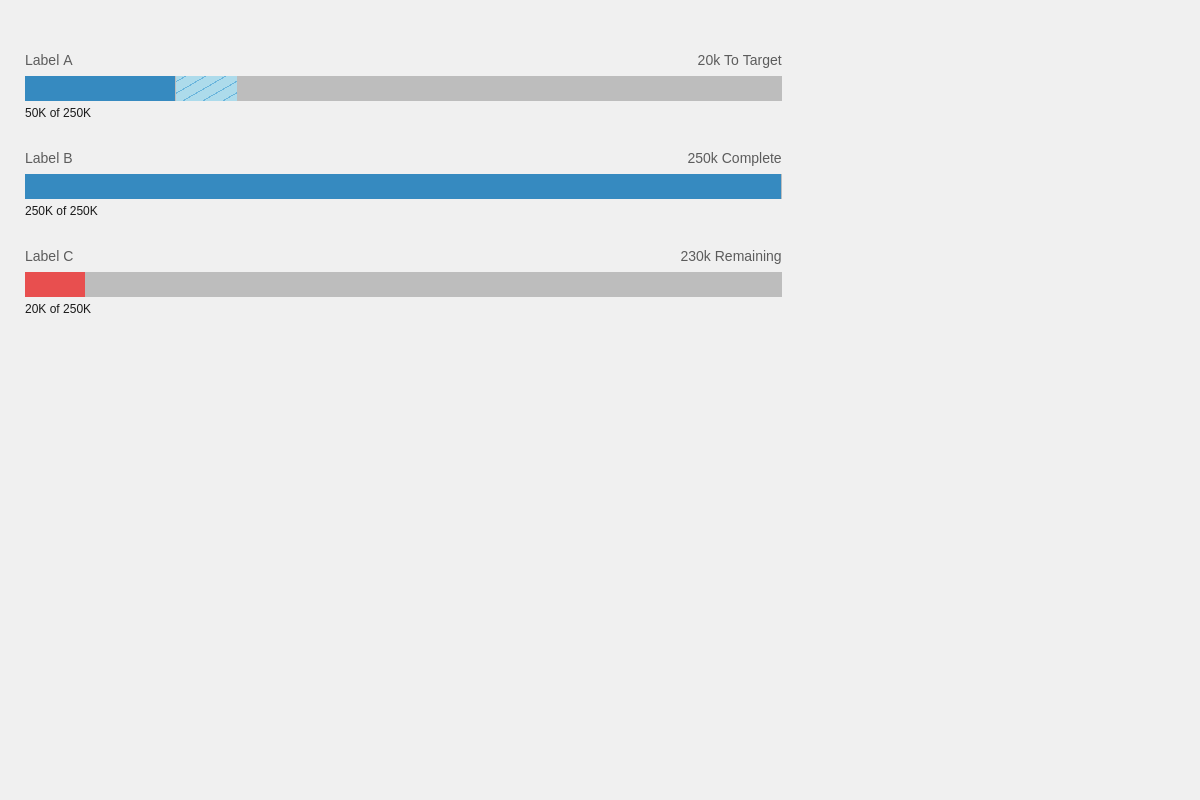 Label A
20k To Target
50K of 250K
Label B
250k Complete
250K of 250K
Label C
230k Remaining
20K of 250K